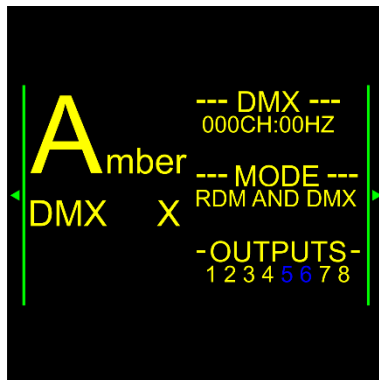 Amber
DMX X
--- DMX ---
000CH:00HZ
--- MODE ---
RDM AND DMX
-OUTPUTS-
1 2 3 4 5 6 7 8